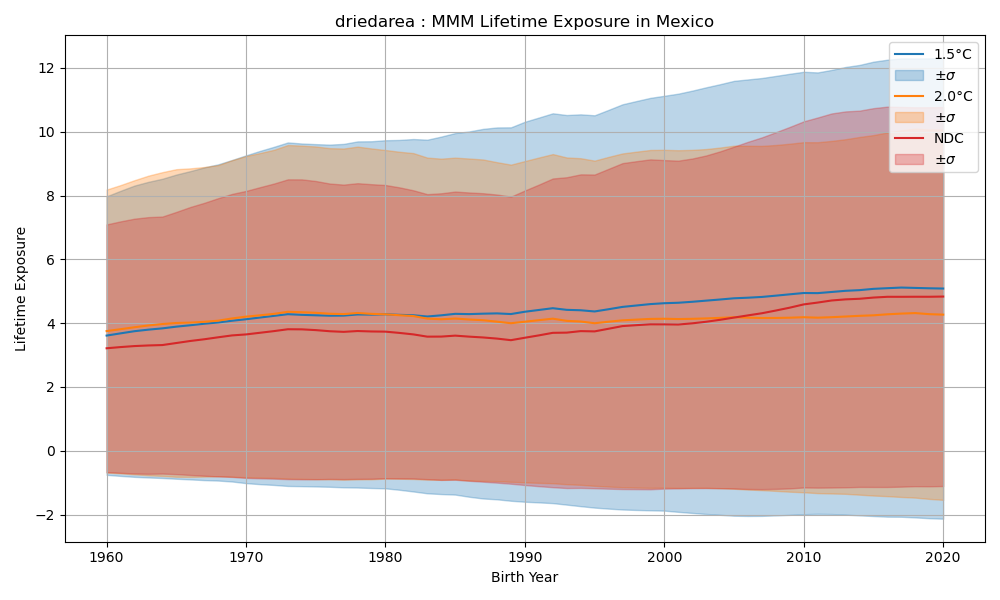 driedarea : MMM Lifetime Exposure in Mexico
1.5°C
±σ
2.0°C
±σ
NDC
±σ
12
10
8
6
4
2
0
−2
Lifetime Exposure
1960 1970 1980 1990 2000 2010 2020
Birth Year